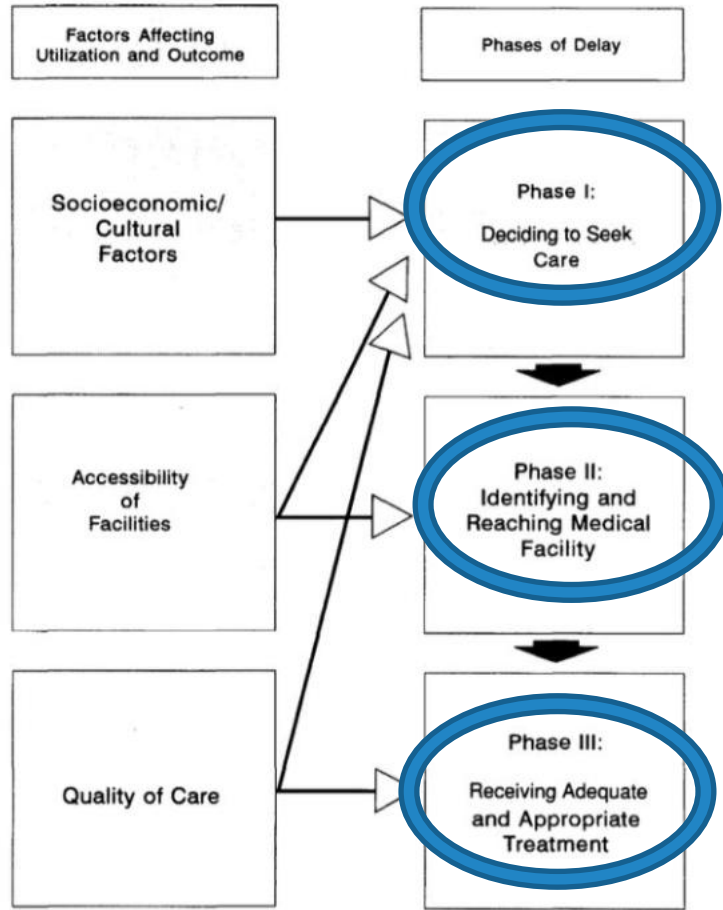 Factors Affecting
Utilization and Outcome
Phases of Delay
Socioeconomic/
Cultural
Factors
Phase I:
Deciding to Seek
Care
Accessibility
of
Facilities
Phase II:
Identifying and
Reaching Medical
Facility
Quality of Care
Phase III:
Receiving Adequate
and Appropriate
Treatment